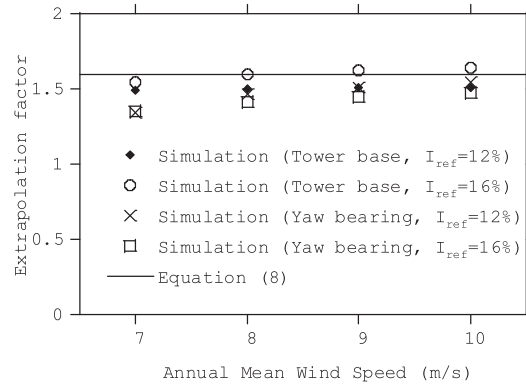 2
1.5
1
0.5
0
Extrapolation factor
Simulation (Tower base, I_ref=12%)
Simulation (Tower base, I_ref=16%)
Simulation (Yaw bearing, I_ref=12%)
Simulation (Yaw bearing, I_ref=16%)
Equation (8)
7 8 9 10
Annual Mean Wind Speed (m/s)